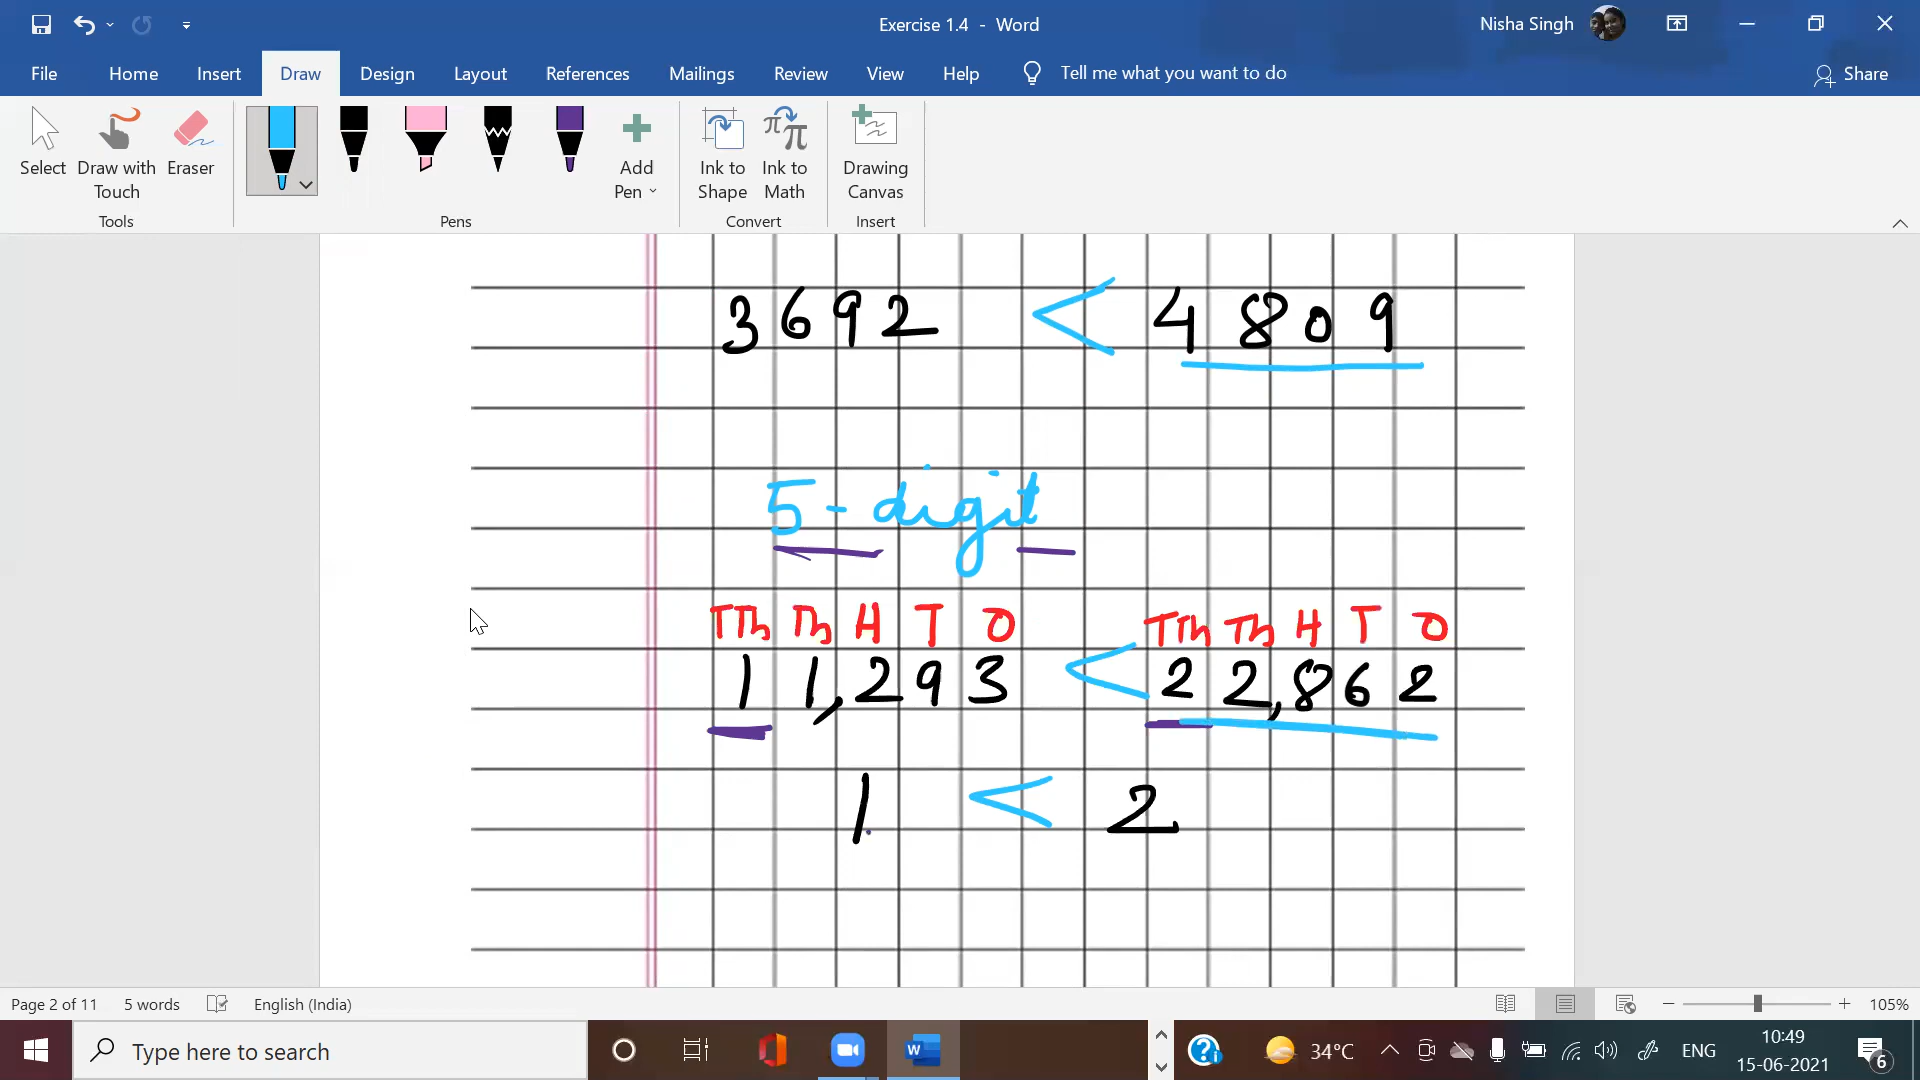 Exercise 1.4 - Word
Nisha Singh
File Home Insert Draw Design Layout References Mailings Review View Help Tell me what you want to do Share
Select Draw with Touch Eraser Add Pen Ink to Shape Ink to Math Drawing Canvas
Tools Pens Convert Insert
3692 < 4809
5-digit
TTh Th H T O TTh Th H T O
11,293 < 22,862
1 < 2
Page 2 of 11 5 words English (India) 105%
Type here to search 34°C ENG 10:49
15-06-2021 6